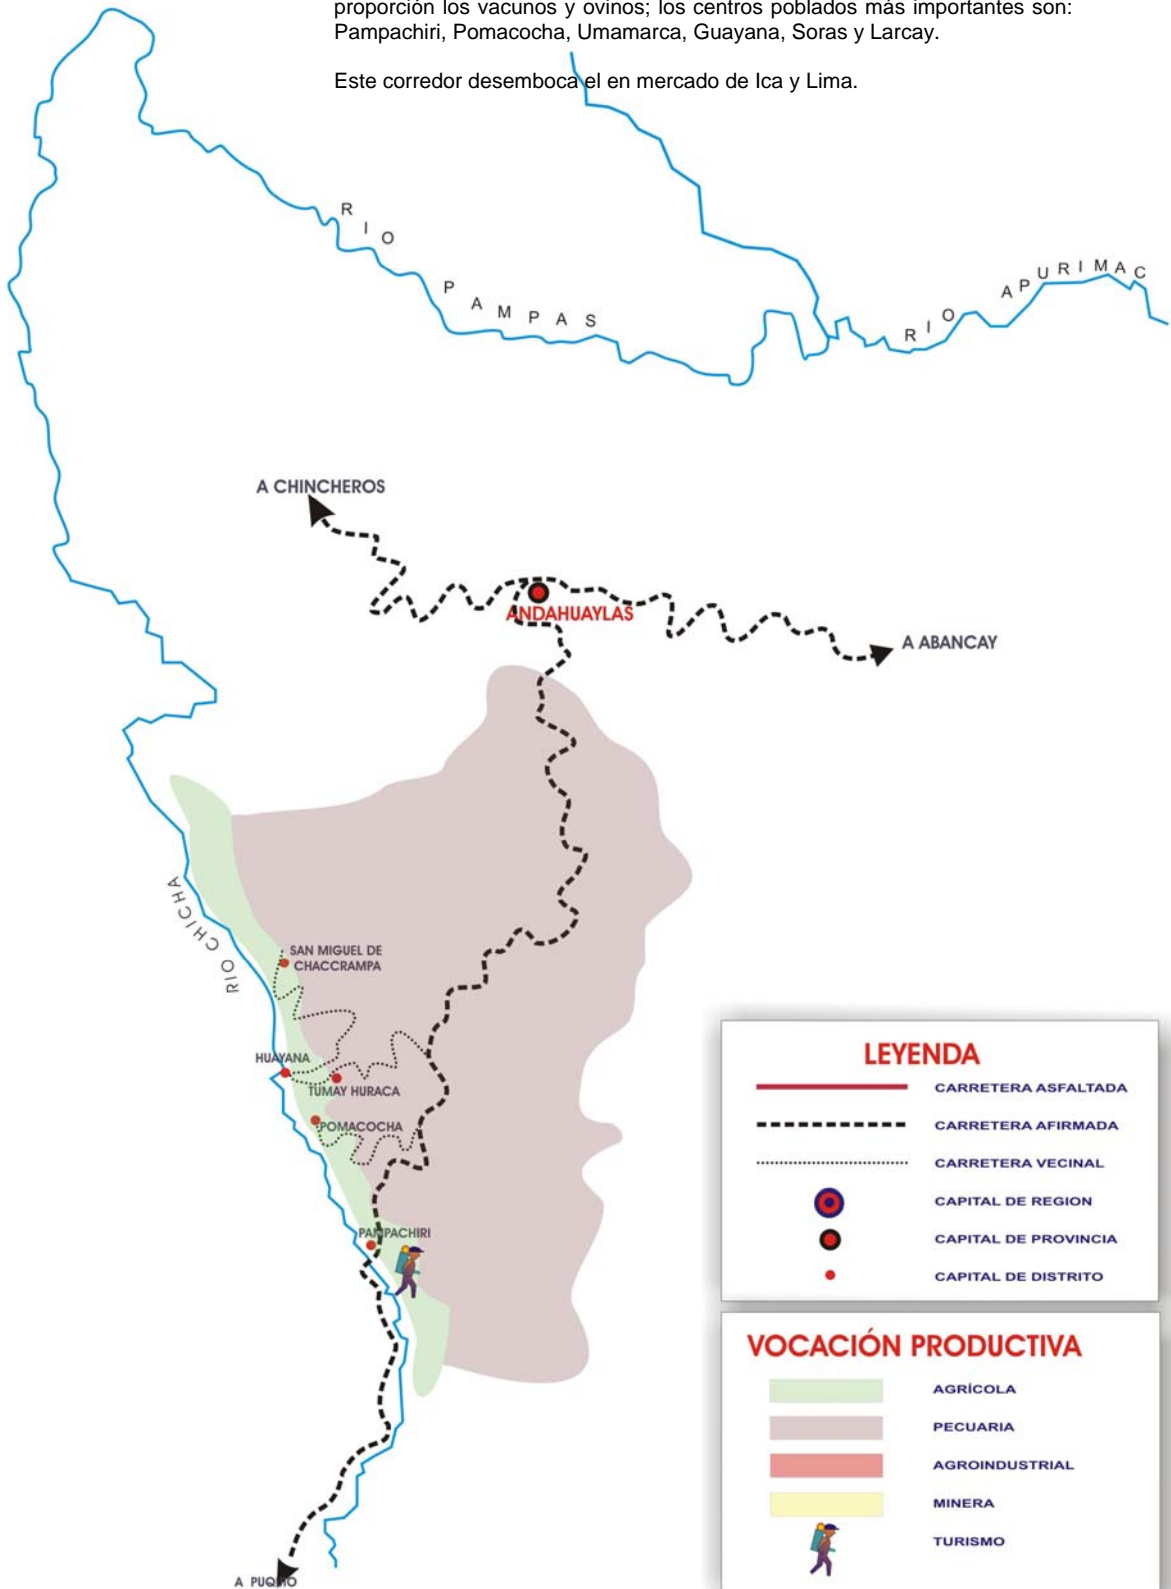 proporción los vacunos y ovinos; los centros poblados más importantes son:
Pampachiri, Pomacocha, Umamarca, Guayana, Soras y Larcay.
Este corredor desemboca el en mercado de Ica y Lima.
RIO PAMPAS
RIO APURIMAC
A CHINCHEROS
ANDAHUAYLAS
A ABANCAY
RIO CHICHA
SAN MIGUEL DE
CHACCRAMPA
HUAYANA
TUMAY HURACA
POMACOCHA
PAMPACHIRI
A PUQUIO
LEYENDA
CARRETERA ASFALTADA
CARRETERA AFIRMADA
CARRETERA VECINAL
CAPITAL DE REGION
CAPITAL DE PROVINCIA
CAPITAL DE DISTRITO
VOCACIÓN PRODUCTIVA
AGRÍCOLA
PECUARIA
AGROINDUSTRIAL
MINERA
TURISMO